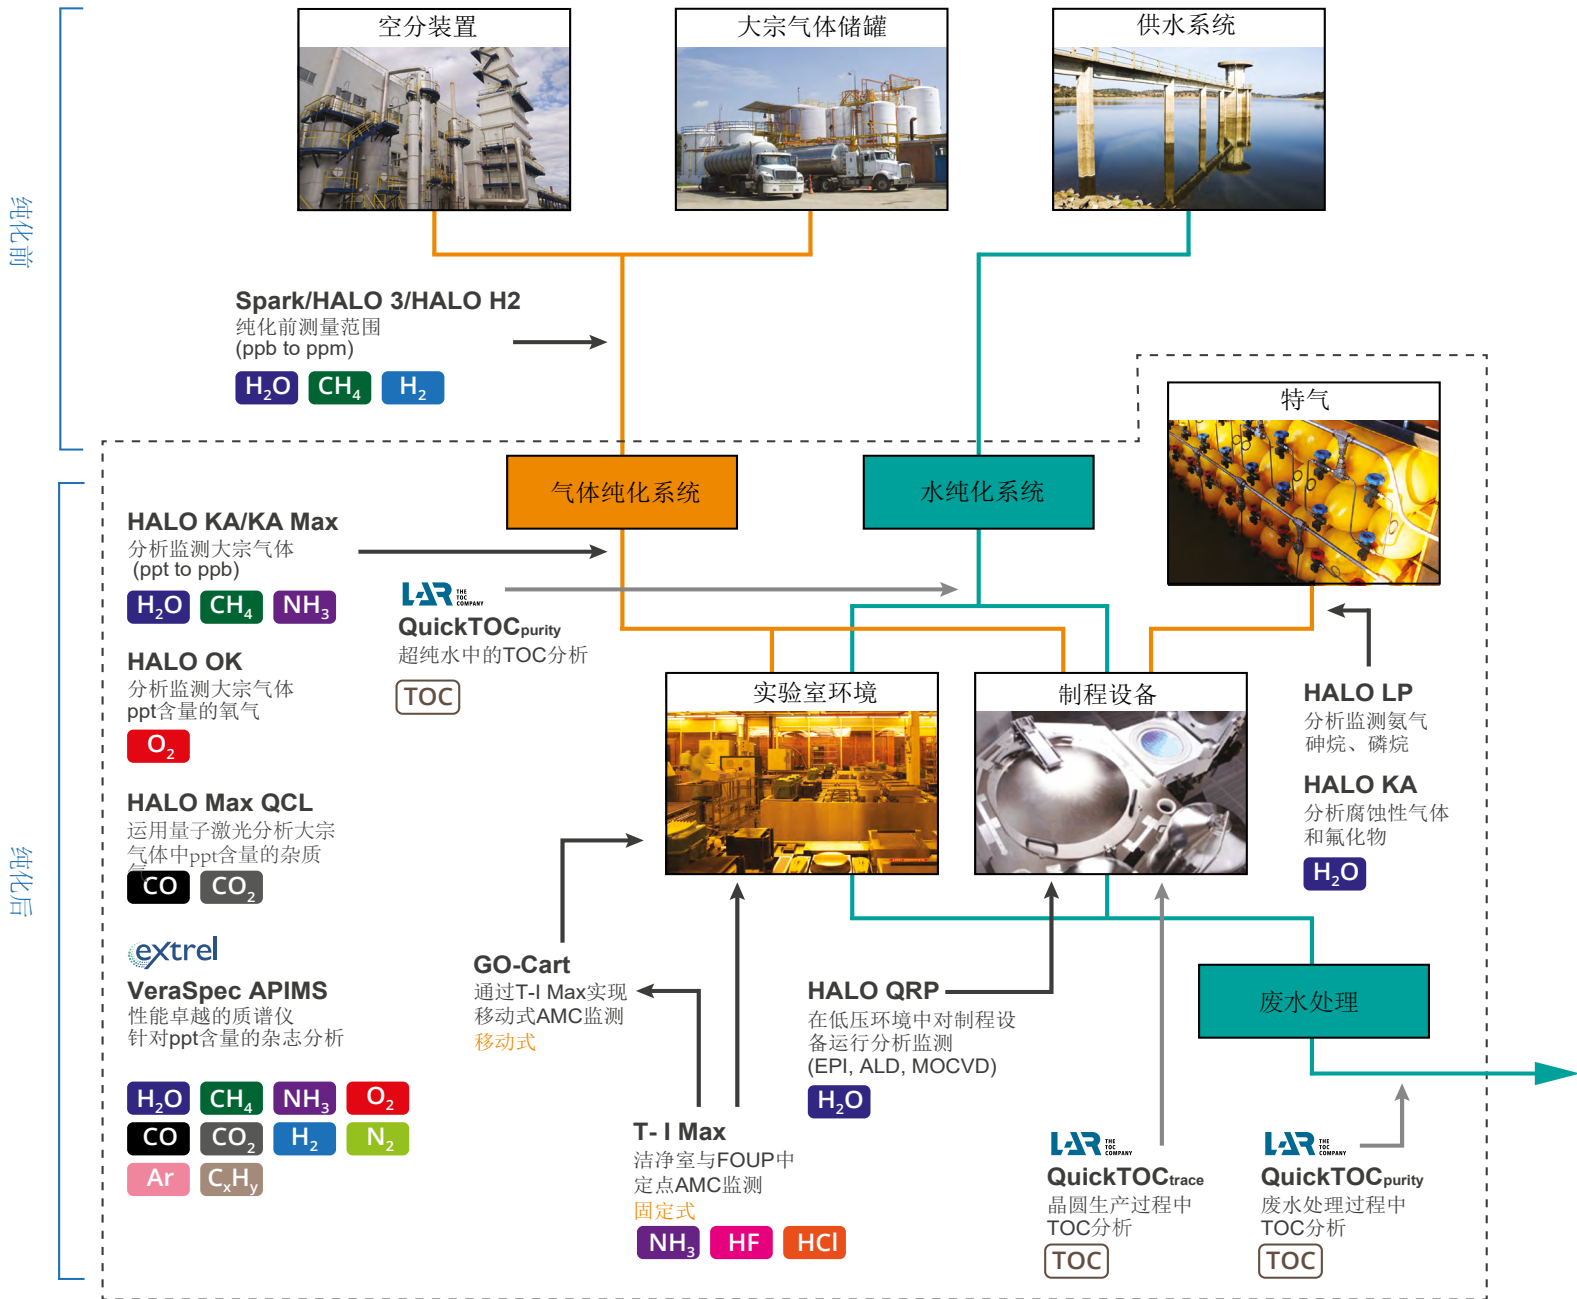 空分装置
大宗气体储罐
供水系统
纯化前
Spark/HALO 3/HALO H2
纯化前测量范围
(ppb to ppm)
H₂O CH₄ H₂
特气
气体纯化系统
水纯化系统
纯化后
HALO KA/KA Max
分析监测大宗气体
(ppt to ppb)
H₂O CH₄ NH₃
LAR THE TOC COMPANY
QuickTOCpurity
超纯水中的TOC分析
TOC
HALO OK
分析监测大宗气体
ppt含量的氧气
O₂
实验室环境
制程设备
HALO LP
分析监测氨气
砷烷、磷烷
HALO KA
分析腐蚀性气体
和氟化物
H₂O
HALO Max QCL
运用量子激光分析大宗
气体中ppt含量的杂质
气
CO CO₂
extrel
VeraSpec APIMS
性能卓越的质谱仪
针对ppt含量的杂志分析
H₂O CH₄ NH₃ O₂
CO CO₂ H₂ N₂
Ar CₓHᵧ
GO-Cart
通过T-I Max实现
移动式AMC监测
移动式
HALO QRP
在低压环境中对制程设
备运行分析监测
(EPI, ALD, MOCVD)
H₂O
废水处理
T- I Max
洁净室与FOUP中
定点AMC监测
固定式
NH₃ HF HCl
LAR THE TOC COMPANY
QuickTOCtrace
晶圆生产过程中
TOC分析
TOC
LAR THE TOC COMPANY
QuickTOCpurity
废水处理过程中
TOC分析
TOC